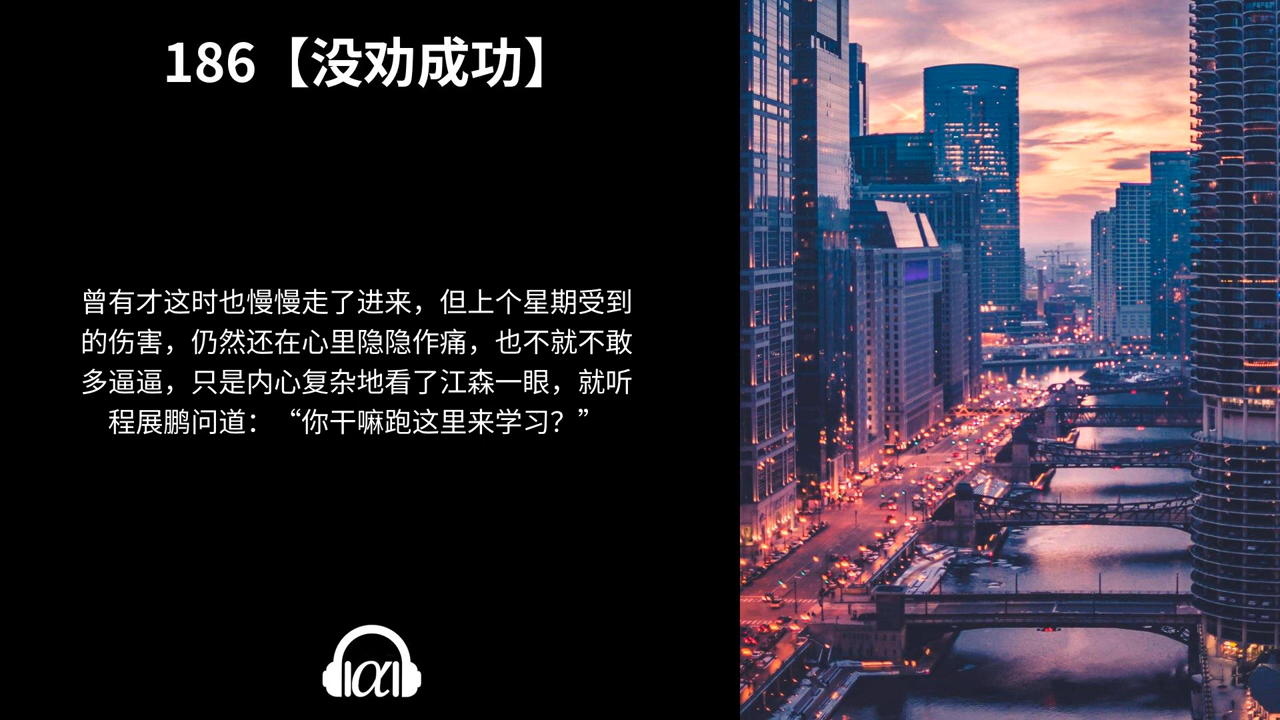 186【没劝成功】
曾有才这时也慢慢走了进来，但上个星期受到
的伤害，仍然还在心里隐隐作痛，也不就不敢
多逼逼，只是内心复杂地看了江森一眼，就听
程展鹏问道：“你干嘛跑这里来学习？”
|α|